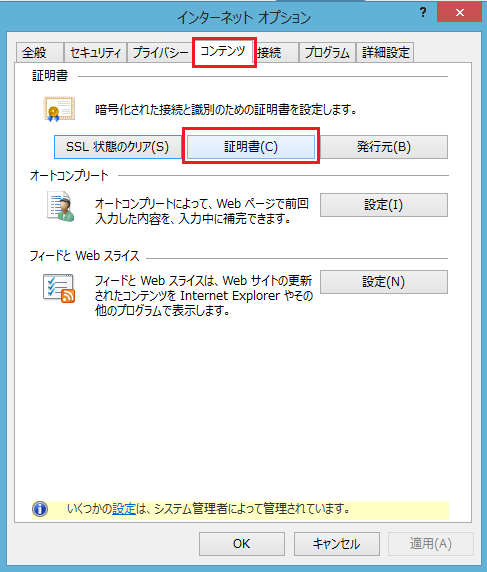 インターネット オプション
?
全般 セキュリティ プライバシー コンテンツ 接続 プログラム 詳細設定
証明書
暗号化された接続と識別のための証明書を設定します。
SSL 状態のクリア(S) 証明書(C) 発行元(B)
オートコンプリート
オートコンプリートによって、Web ページで前回 設定(I)
入力した内容を、入力中に補完できます。
フィードと Web スライス
フィードと Web スライスは、Web サイトの更新 設定(N)
されたコンテンツを Internet Explorer やその
他のプログラムで表示します。
いくつかの設定は、システム管理者によって管理されています。
OK キャンセル 適用(A)